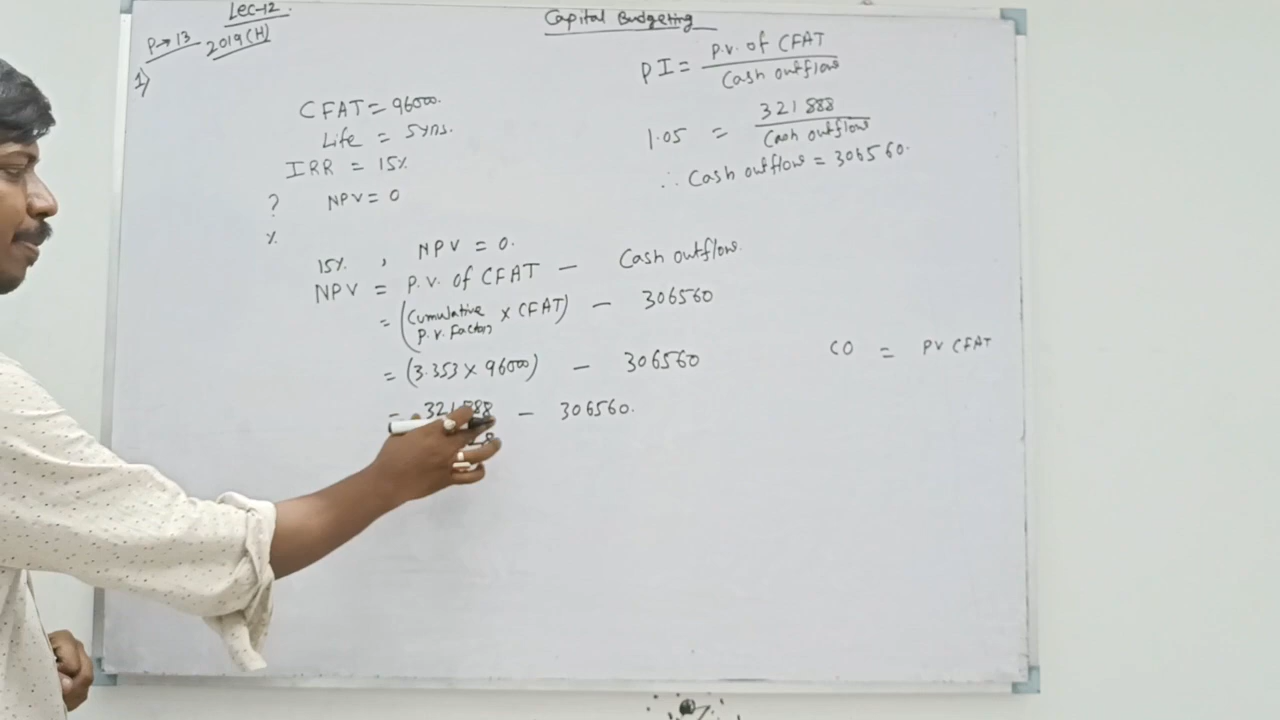 Lec-12.
Capital Budgeting
P→13
2019(H)
1)
CFAT = 96000.
Life = 5yrs.
IRR = 15%
? NPV = 0
%
15%, NPV = 0.
NPV = P.V. of CFAT - Cash outflow.
= (Cumulative P.V. Factor × CFAT) - 306560
= (3.353 × 96000) - 306560
= 321888 - 306560.
PI = P.V. of CFAT / Cash outflow
1.05 = 321888 / Cash outflow
∴ Cash outflow = 306560.
CO = PV CFAT